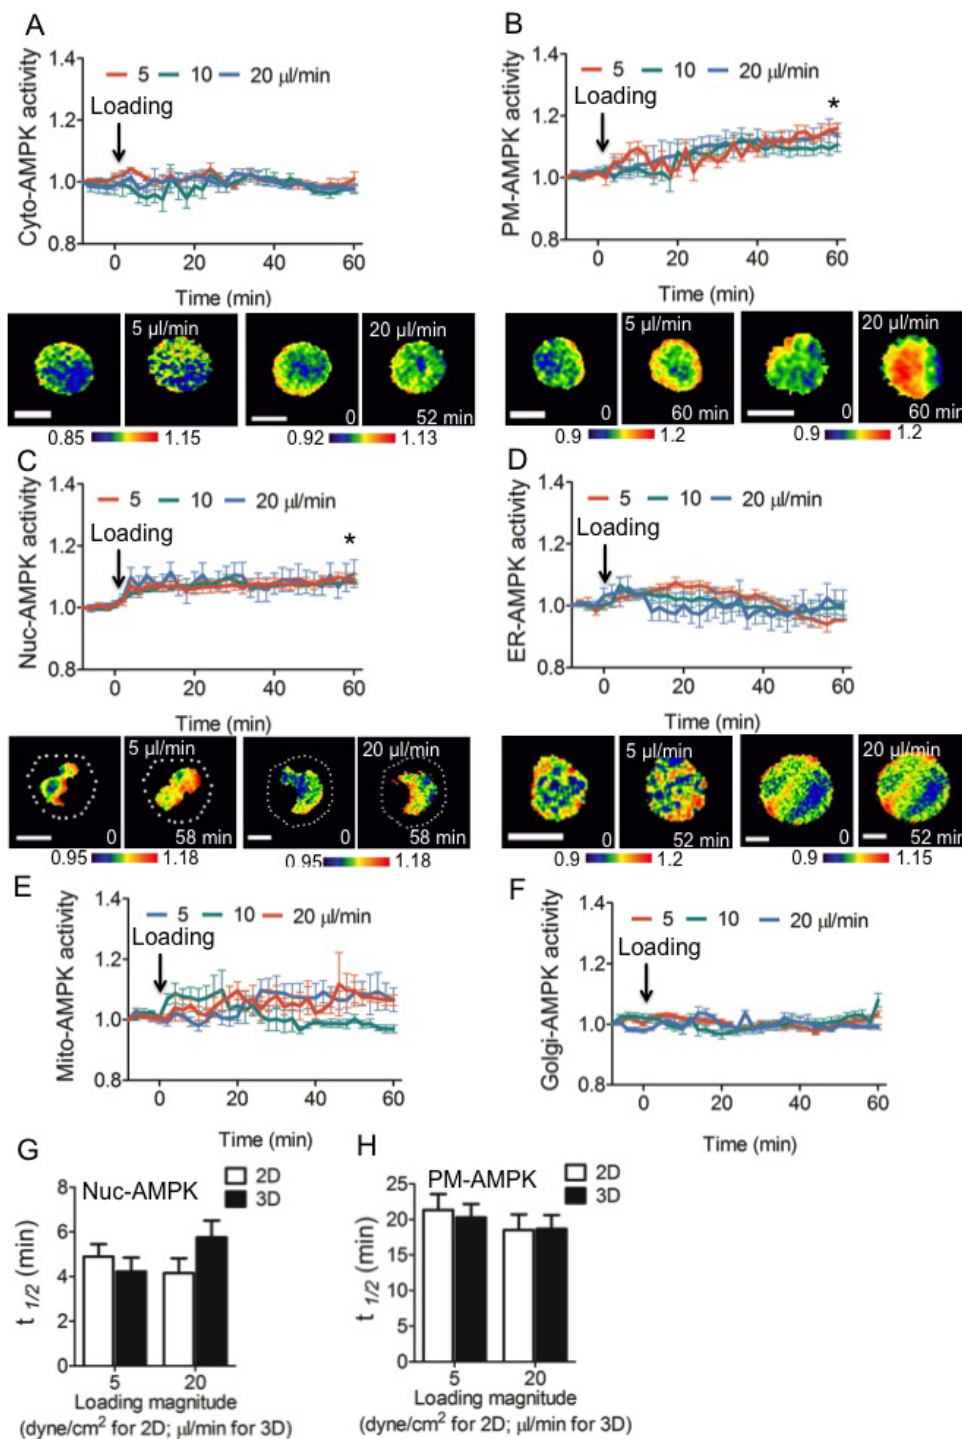 A
1.4
1.2
1.0
0.8
Cyto-AMPK activity
5 10 20 µl/min
Loading
0 20 40 60
Time (min)
5 µl/min
20 µl/min
0
52 min
0.85 1.15
0.92 1.13
B
1.4
1.2
1.0
0.8
PM-AMPK activity
5 10 20 µl/min
Loading
*
0 20 40 60
Time (min)
5 µl/min
20 µl/min
0
60 min
0
60 min
0.9 1.2
0.9 1.2
C
1.4
1.2
1.0
0.8
Nuc-AMPK activity
5 10 20 µl/min
Loading
*
0 20 40 60
Time (min)
5 µl/min
20 µl/min
0
58 min
0
58 min
0.95 1.18
0.95 1.18
D
1.4
1.2
1.0
0.8
ER-AMPK activity
5 10 20 µl/min
Loading
0 20 40 60
Time (min)
5 µl/min
20 µl/min
0
52 min
0
52 min
0.9 1.2
0.9 1.15
E
1.4
1.2
1.0
0.8
Mito-AMPK activity
5 10 20 µl/min
Loading
0 20 40 60
Time (min)
F
1.4
1.2
1.0
0.8
Golgi-AMPK activity
5 10 20 µl/min
Loading
0 20 40 60
Time (min)
G
8
6
4
2
0
t 1/2 (min)
Nuc-AMPK
2D
3D
5 20
Loading magnitude
(dyne/cm² for 2D; µl/min for 3D)
H
25
20
15
10
5
0
t 1/2 (min)
PM-AMPK
2D
3D
5 20
Loading magnitude
(dyne/cm² for 2D; µl/min for 3D)